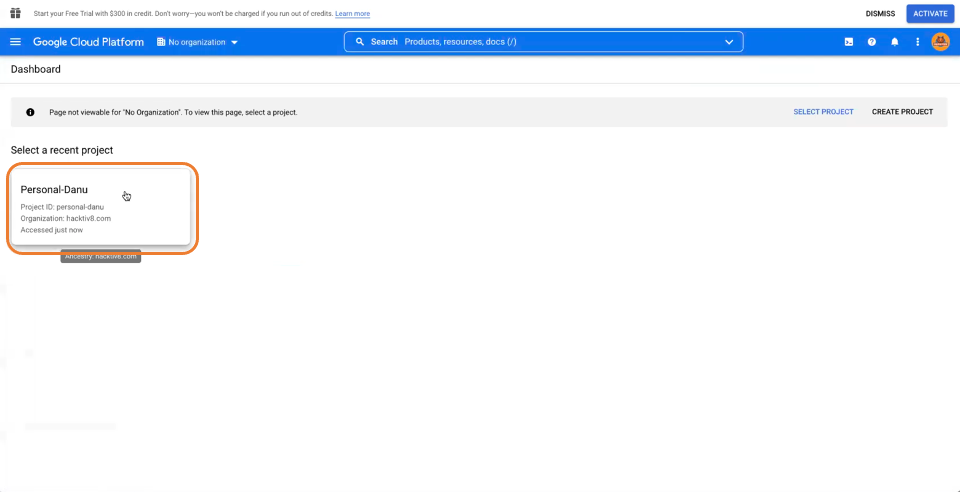 Start your Free Trial with $300 in credit. Don't worry—you won't be charged if you run out of credits. Learn more
DISMISS
ACTIVATE
Google Cloud Platform
No organization
Search Products, resources, docs (/)
Dashboard
Page not viewable for "No Organization". To view this page, select a project.
SELECT PROJECT
CREATE PROJECT
Select a recent project
Personal-Danu
Project ID: personal-danu
Organization: hacktiv8.com
Accessed just now
Ancestry: hacktiv8.com